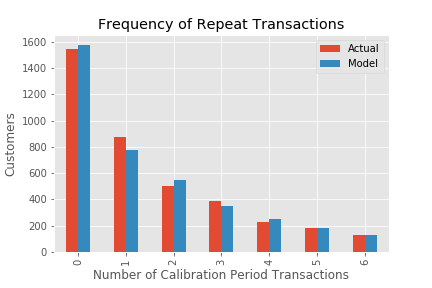 Frequency of Repeat Transactions
Actual
Model
1600
1400
1200
1000
800
600
400
200
0
Customers
0 1 2 3 4 5 6
Number of Calibration Period Transactions